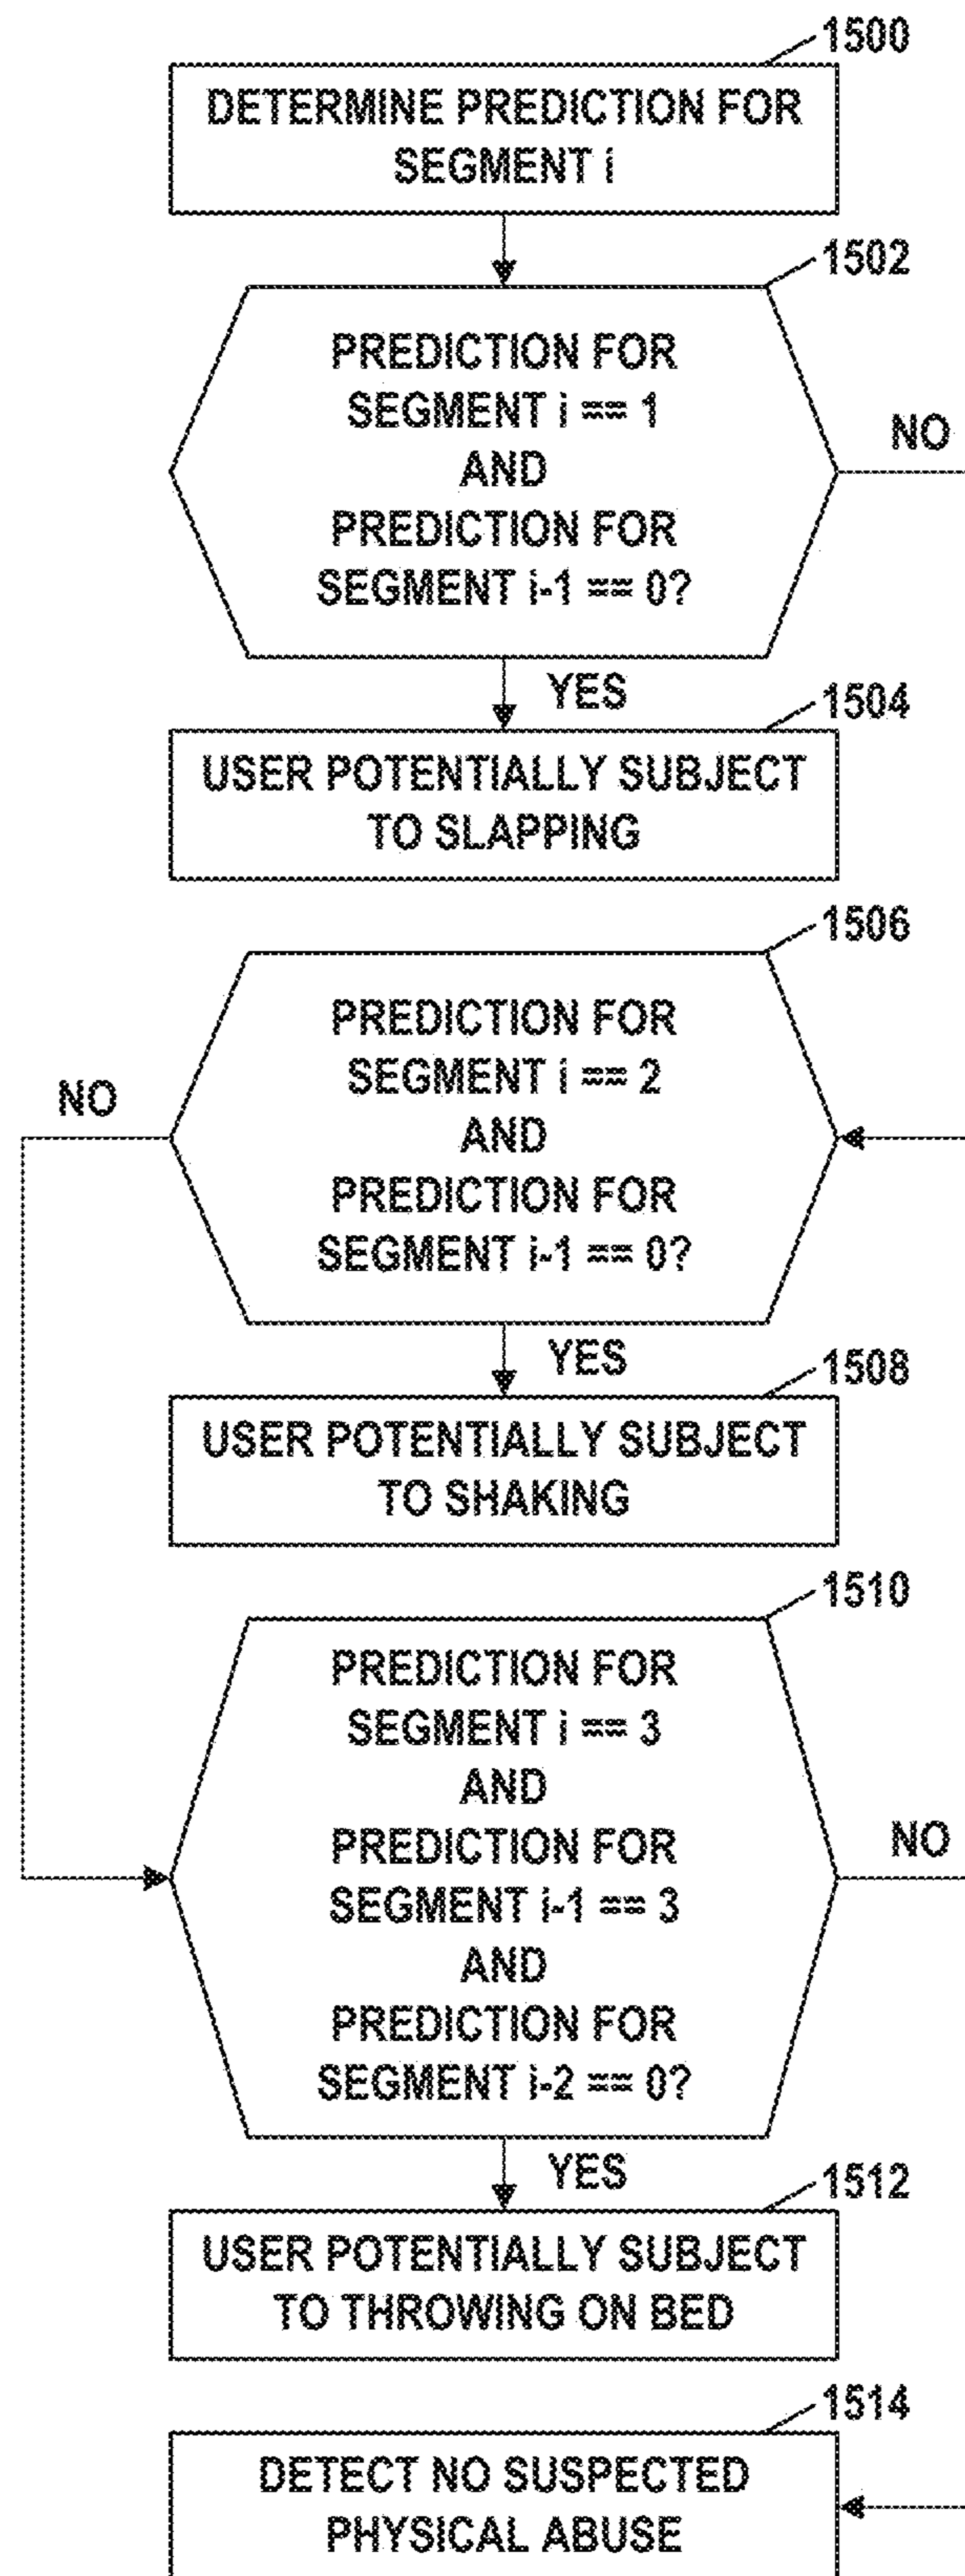 1500
DETERMINE PREDICTION FOR
SEGMENT i
1502
PREDICTION FOR
SEGMENT i == 1
AND
PREDICTION FOR
SEGMENT i-1 == 0?
NO
YES
1504
USER POTENTIALLY SUBJECT
TO SLAPPING
1506
PREDICTION FOR
SEGMENT i == 2
AND
PREDICTION FOR
SEGMENT i-1 == 0?
NO
YES
1508
USER POTENTIALLY SUBJECT
TO SHAKING
1510
PREDICTION FOR
SEGMENT i == 3
AND
PREDICTION FOR
SEGMENT i-1 == 3
AND
PREDICTION FOR
SEGMENT i-2 == 0?
NO
YES
1512
USER POTENTIALLY SUBJECT
TO THROWING ON BED
1514
DETECT NO SUSPECTED
PHYSICAL ABUSE